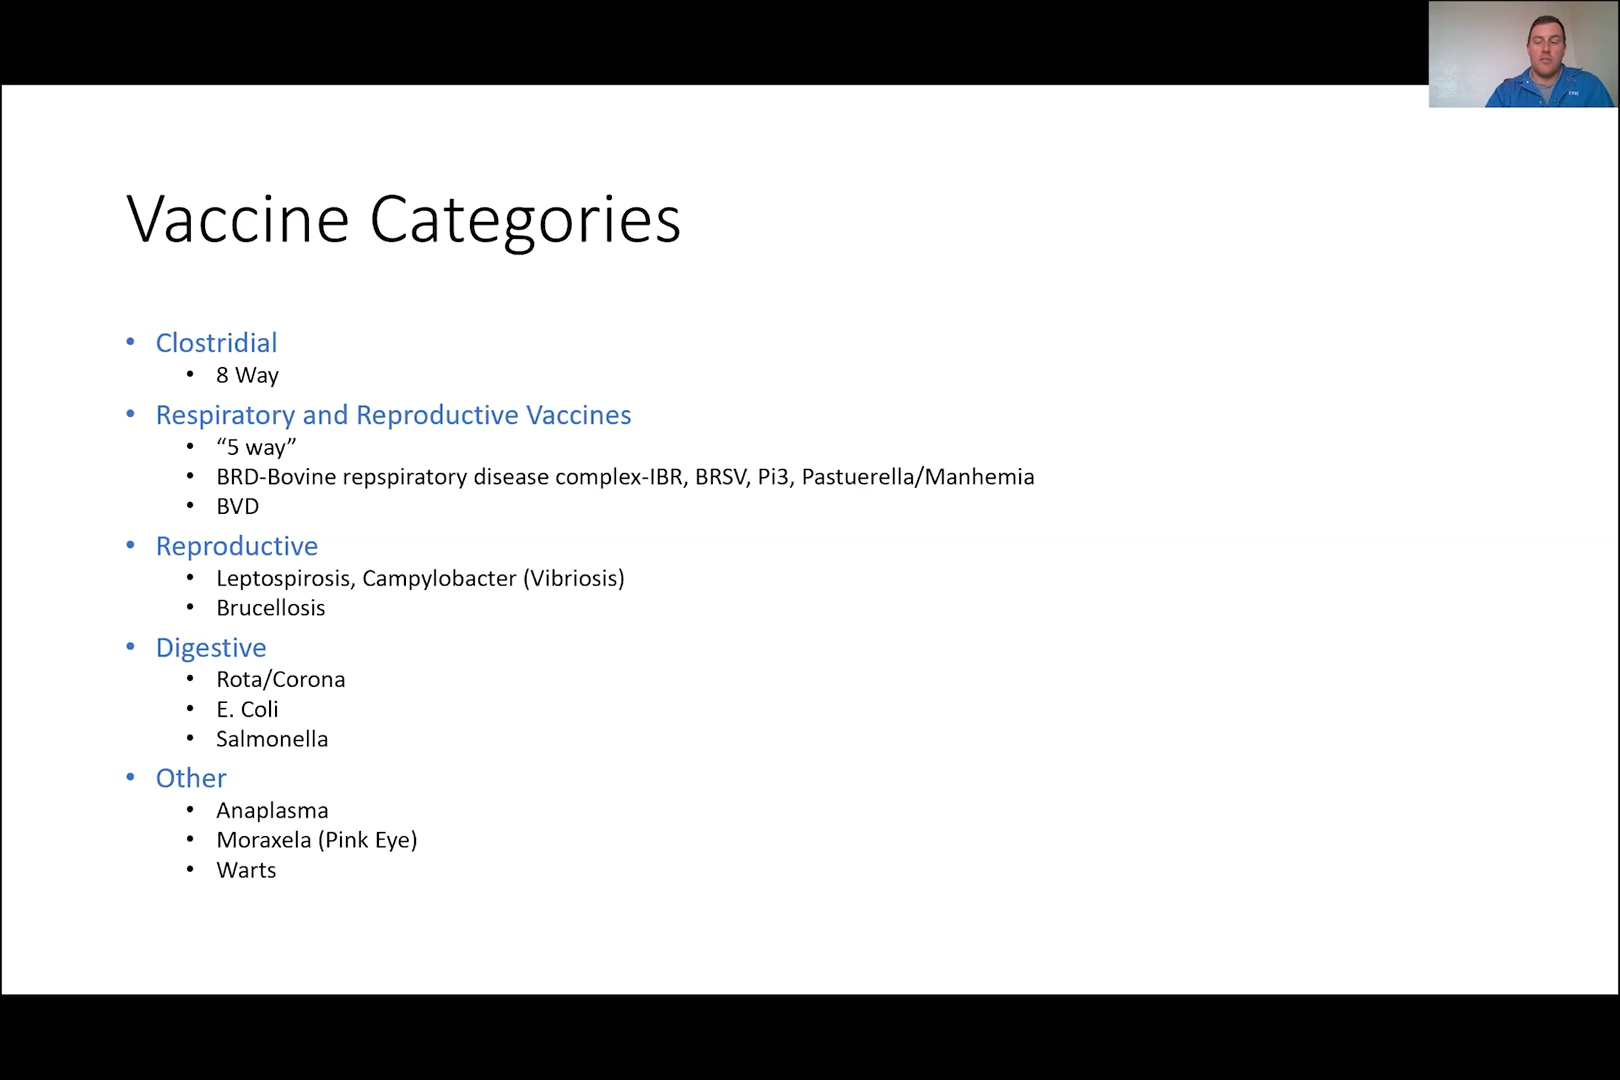 Vaccine Categories
• Clostridial
• 8 Way
• Respiratory and Reproductive Vaccines
• “5 way”
• BRD-Bovine repspiratory disease complex-IBR, BRSV, Pi3, Pastuerella/Manhemia
• BVD
• Reproductive
• Leptospirosis, Campylobacter (Vibriosis)
• Brucellosis
• Digestive
• Rota/Corona
• E. Coli
• Salmonella
• Other
• Anaplasma
• Moraxela (Pink Eye)
• Warts